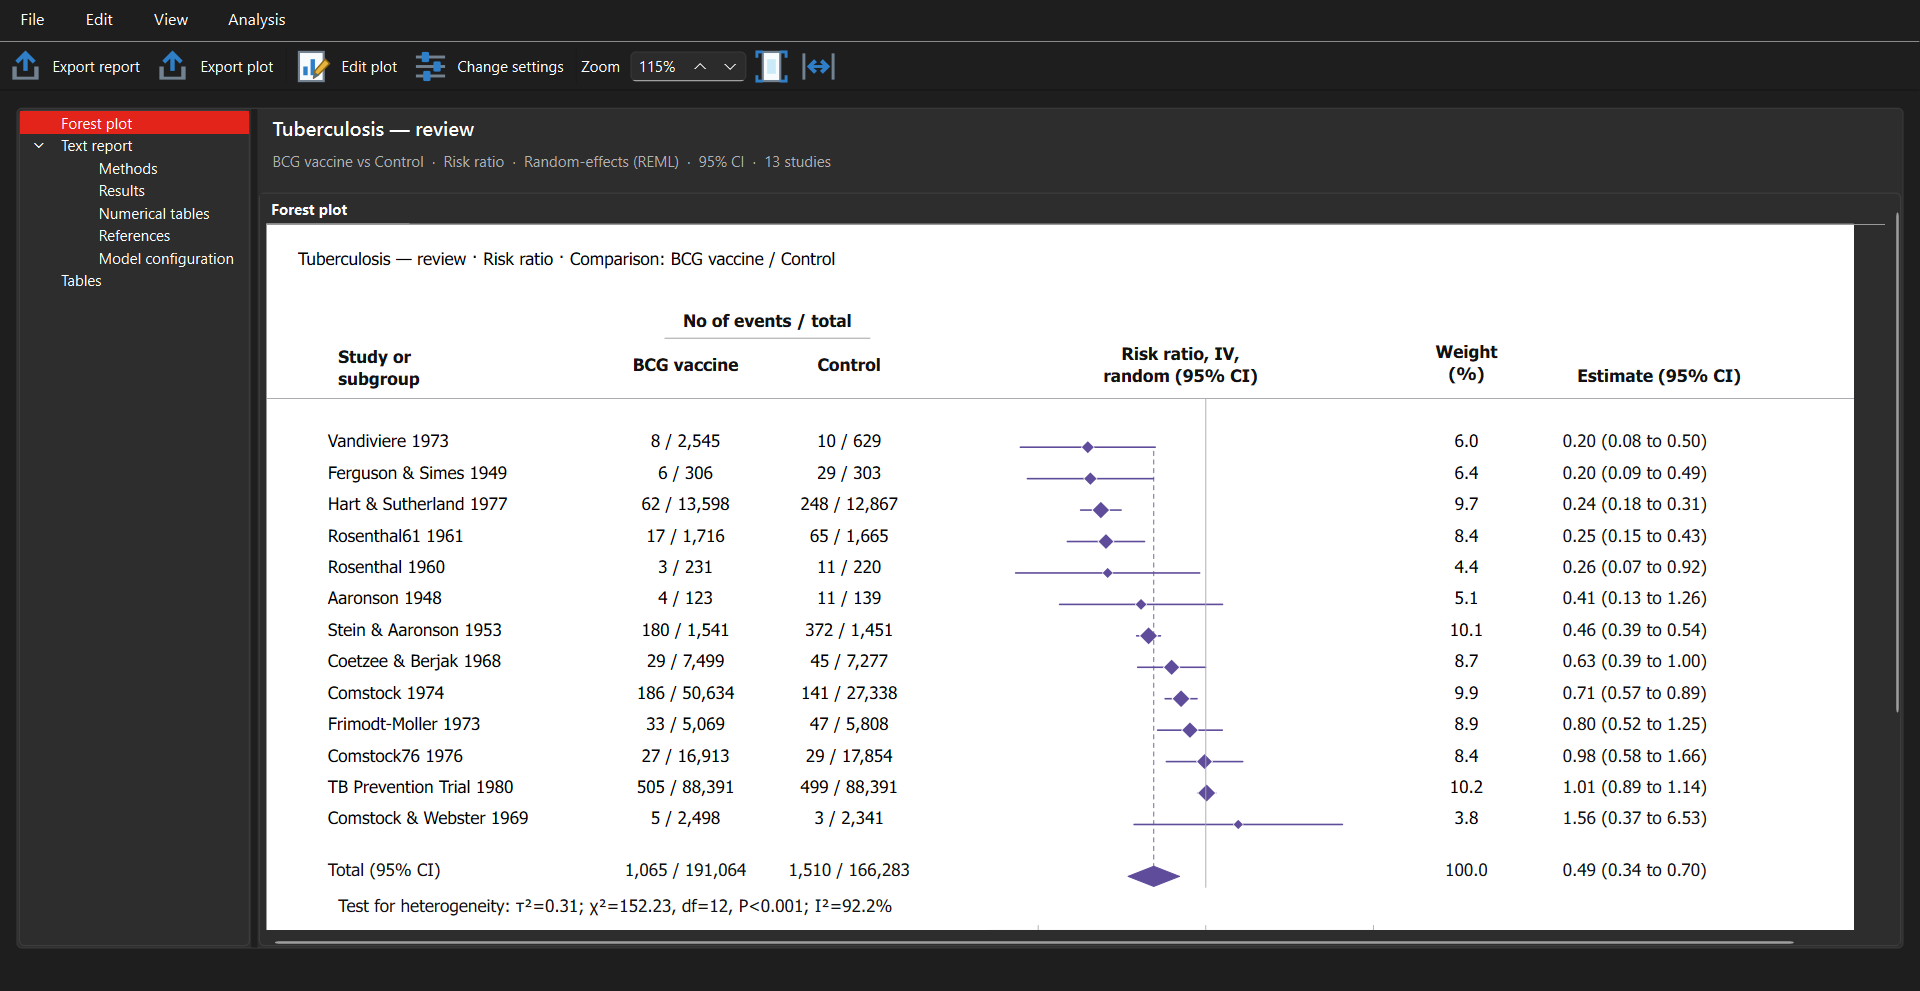 File Edit View Analysis
Export report Export plot Edit plot Change settings Zoom 115%
Forest plot
Text report
Methods
Results
Numerical tables
References
Model configuration
Tables
Tuberculosis — review
BCG vaccine vs Control · Risk ratio · Random-effects (REML) · 95% CI · 13 studies
Forest plot
Tuberculosis — review · Risk ratio · Comparison: BCG vaccine / Control
No of events / total
Study or
subgroup
BCG vaccine Control
Risk ratio, IV,
random (95% CI)
Weight
(%)
Estimate (95% CI)
Vandiviere 1973 8 / 2,545 10 / 629 6.0 0.20 (0.08 to 0.50)
Ferguson & Simes 1949 6 / 306 29 / 303 6.4 0.20 (0.09 to 0.49)
Hart & Sutherland 1977 62 / 13,598 248 / 12,867 9.7 0.24 (0.18 to 0.31)
Rosenthal61 1961 17 / 1,716 65 / 1,665 8.4 0.25 (0.15 to 0.43)
Rosenthal 1960 3 / 231 11 / 220 4.4 0.26 (0.07 to 0.92)
Aaronson 1948 4 / 123 11 / 139 5.1 0.41 (0.13 to 1.26)
Stein & Aaronson 1953 180 / 1,541 372 / 1,451 10.1 0.46 (0.39 to 0.54)
Coetzee & Berjak 1968 29 / 7,499 45 / 7,277 8.7 0.63 (0.39 to 1.00)
Comstock 1974 186 / 50,634 141 / 27,338 9.9 0.71 (0.57 to 0.89)
Frimodt-Moller 1973 33 / 5,069 47 / 5,808 8.9 0.80 (0.52 to 1.25)
Comstock76 1976 27 / 16,913 29 / 17,854 8.4 0.98 (0.58 to 1.66)
TB Prevention Trial 1980 505 / 88,391 499 / 88,391 10.2 1.01 (0.89 to 1.14)
Comstock & Webster 1969 5 / 2,498 3 / 2,341 3.8 1.56 (0.37 to 6.53)
Total (95% CI) 1,065 / 191,064 1,510 / 166,283 100.0 0.49 (0.34 to 0.70)
Test for heterogeneity: τ²=0.31; χ²=152.23, df=12, P<0.001; I²=92.2%